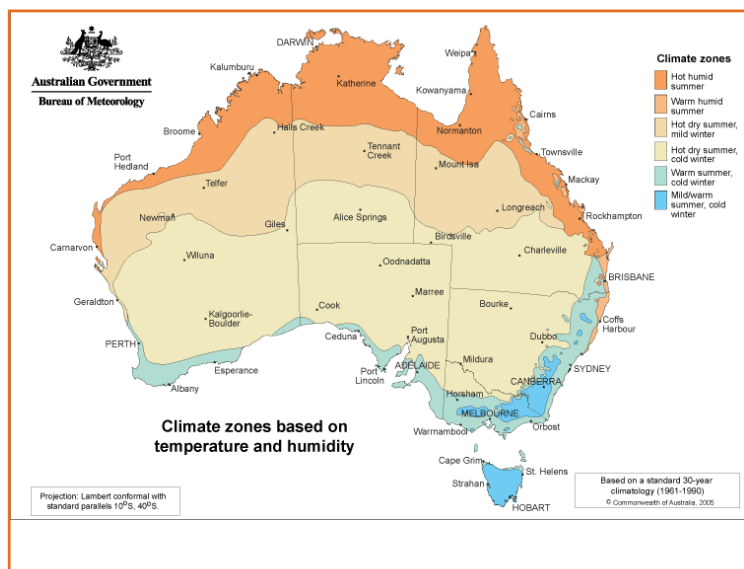 Australian Government
Bureau of Meteorology
DARWIN
Weipa
Kalumburu
Katherine
Kowanyama
Cairns
Broome
Halls Creek
Normanton
Tennant
Creek
Townsville
Port
Hedland
Mount Isa
Telfer
Mackay
Newman
Longreach
Alice Springs
Rockhampton
Giles
Birdsville
Carnarvon
Charleville
Wiluna
Oodnadatta
BRISBANE
Geraldton
Marree
Bourke
Cook
Kalgoorlie-
Boulder
Coffs
Harbour
Ceduna
Port
Augusta
Dubbo
PERTH
Esperance
Port
Lincoln
ADELAIDE
Mildura
SYDNEY
Albany
CANBERRA
Horsham
MELBOURNE
Warrnambool
Orbost
Cape Grim
St. Helens
Strahan
HOBART
Climate zones
Hot humid
summer
Warm humid
summer
Hot dry summer,
mild winter
Hot dry summer,
cold winter
Warm summer,
cold winter
Mild/warm
summer, cold
winter
Climate zones based on
temperature and humidity
Projection: Lambert conformal with
standard parallels 10°S, 40°S.
Based on a standard 30-year
climatology (1961-1990)
© Commonwealth of Australia, 2005